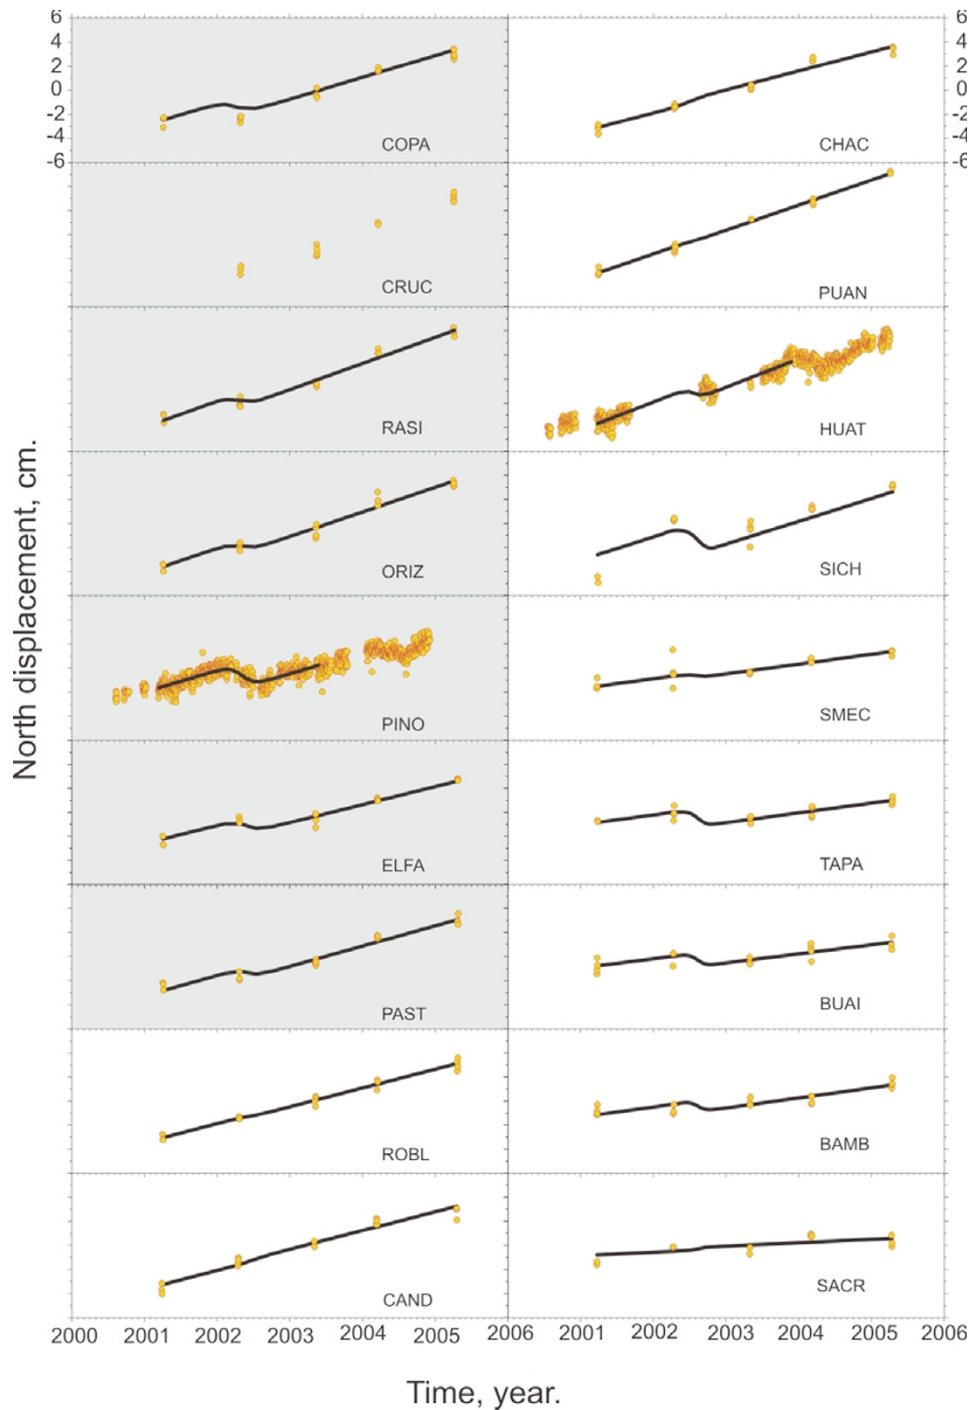 6
4
2
0
-2
-4
-6
COPA
CHAC
6
4
2
0
-2
-4
-6
CRUC
PUAN
RASI
HUAT
ORIZ
SICH
PINO
SMEC
ELFA
TAPA
PAST
BUAI
ROBL
BAMB
CAND
SACR
North displacement, cm.
2000 2001 2002 2003 2004 2005 2006 2001 2002 2003 2004 2005 2006
Time, year.